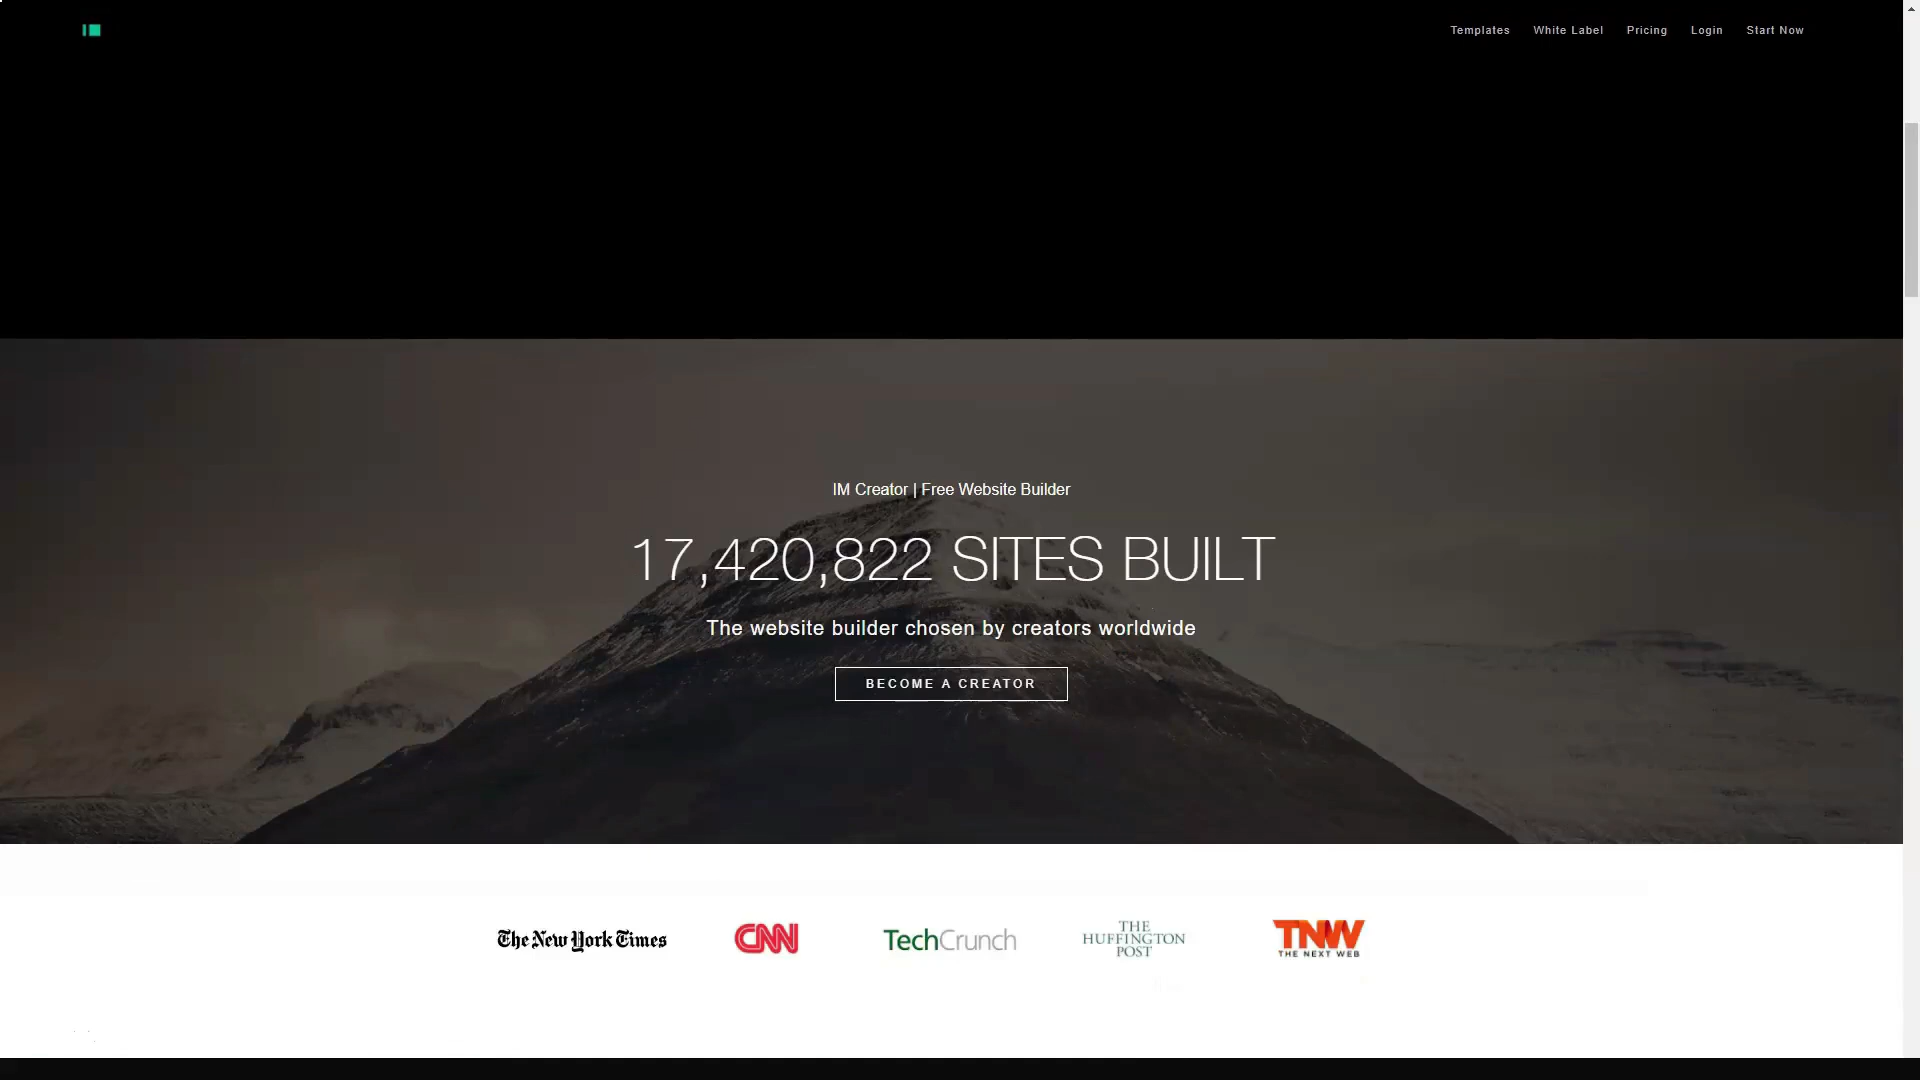 Templates White Label Pricing Login Start Now
IM Creator | Free Website Builder
17,420,822 SITES BUILT
The website builder chosen by creators worldwide
BECOME A CREATOR
The New York Times
CNN
TechCrunch
THE HUFFINGTON POST
TNW
THE NEXT WEB